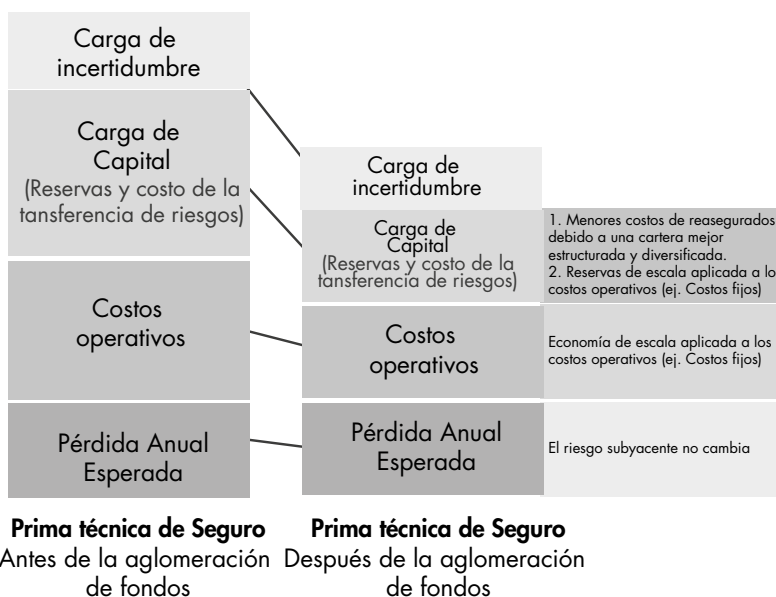 Carga de
incertidumbre
Carga de
Capital
(Reservas y costo de la
tansferencia de riesgos)
Costos
operativos
Pérdida Anual
Esperada
Prima técnica de Seguro
Antes de la aglomeración
de fondos
Carga de
incertidumbre
Carga de
Capital
(Reservas y costo de la
tansferencia de riesgos)
Costos
operativos
Pérdida Anual
Esperada
Prima técnica de Seguro
Después de la aglomeración
de fondos
1. Menores costos de reasegurados
debido a una cartera mejor
estructurada y diversificada.
2. Reservas de escala aplicada a lo
costos operativos (ej. Costos fijos)
Economía de escala aplicada a los
costos operativos (ej. Costos fijos)
El riesgo subyacente no cambia